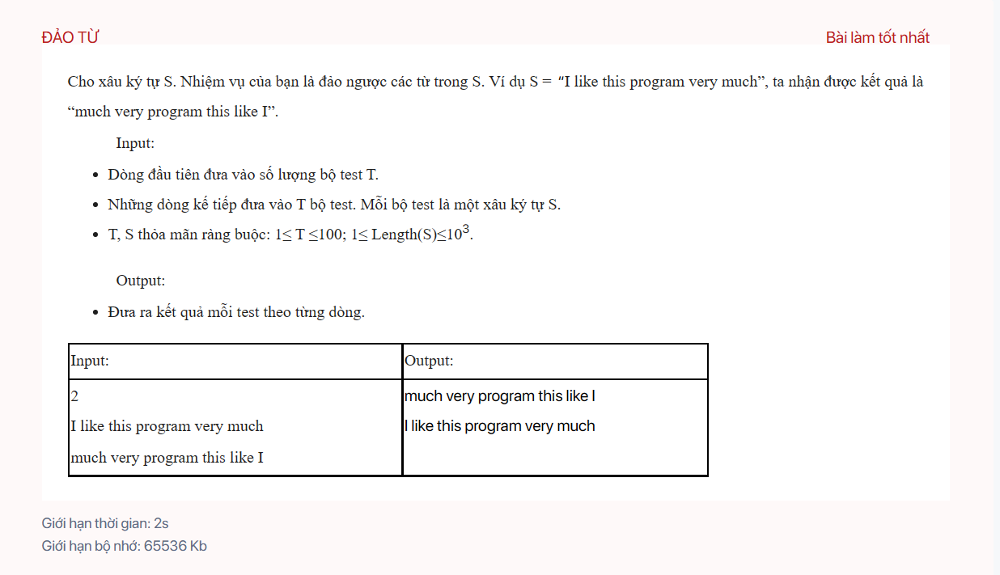 ĐẢO TỪ
Bài làm tốt nhất
Cho xâu ký tự S. Nhiệm vụ của bạn là đảo ngược các từ trong S. Ví dụ S = “I like this program very much”, ta nhận được kết quả là
“much very program this like I”.
Input:
• Dòng đầu tiên đưa vào số lượng bộ test T.
• Những dòng kế tiếp đưa vào T bộ test. Mỗi bộ test là một xâu ký tự S.
• T, S thỏa mãn ràng buộc: 1≤ T ≤100; 1≤ Length(S)≤10³.
Output:
• Đưa ra kết quả mỗi test theo từng dòng.
Input:
Output:
2
I like this program very much
much very program this like I
much very program this like I
I like this program very much
Giới hạn thời gian: 2s
Giới hạn bộ nhớ: 65536 Kb